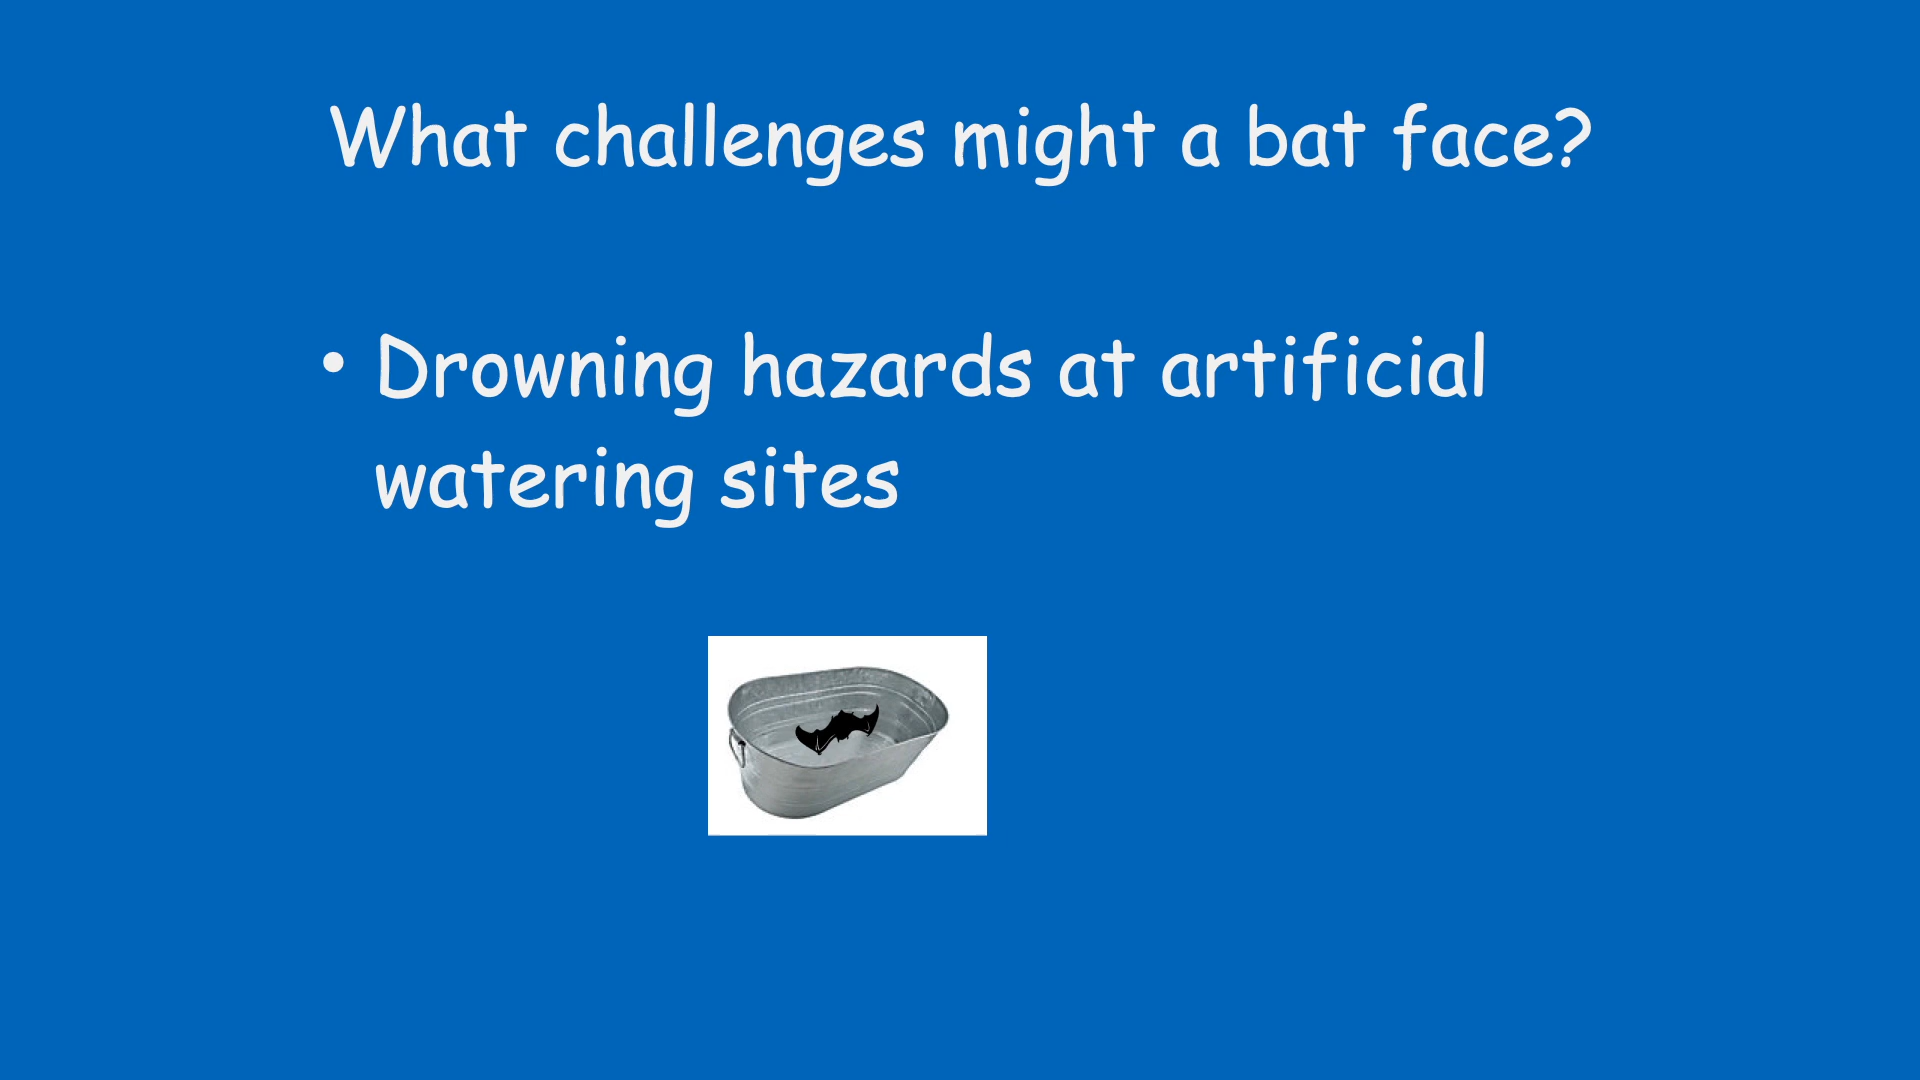 What challenges might a bat face?
• Drowning hazards at artificial
watering sites